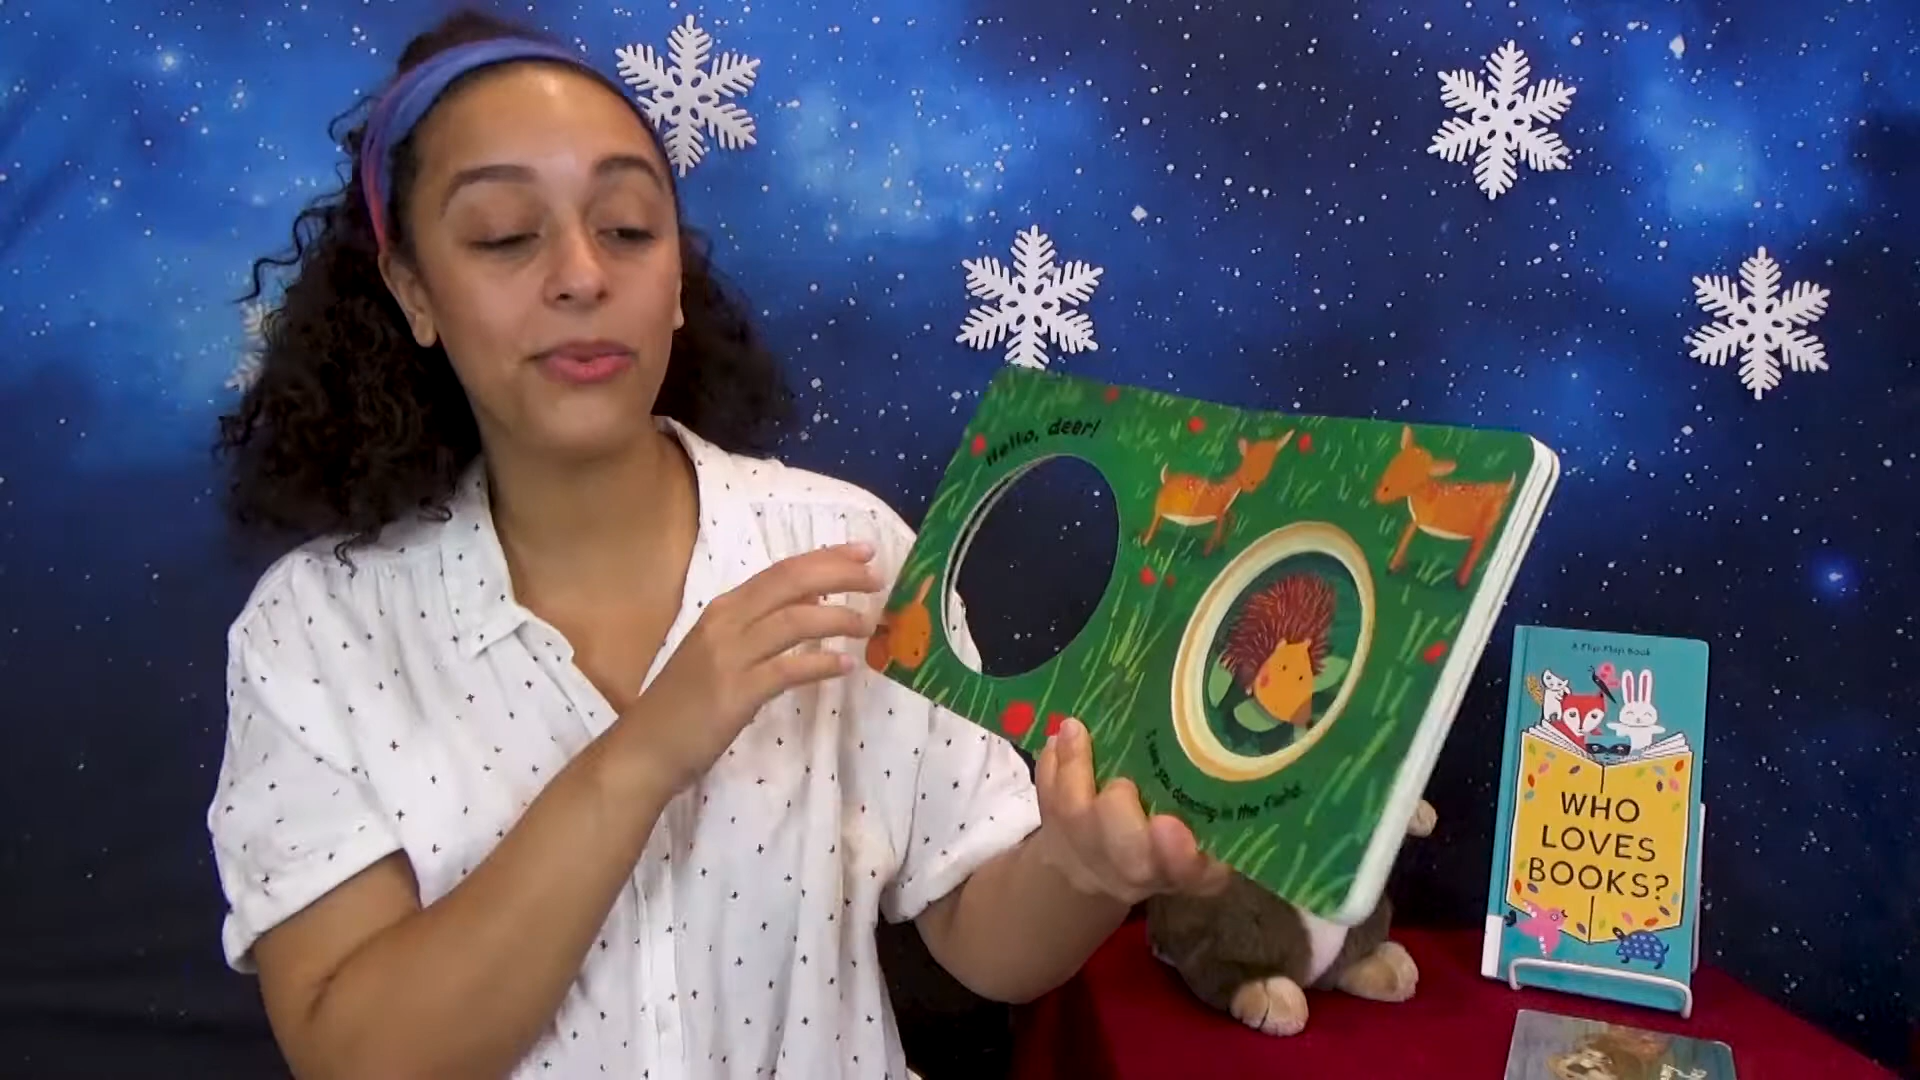 Hello, deer!
I see you dancing in the field.
A Flip-Flap Book
WHO
LOVES
BOOKS?